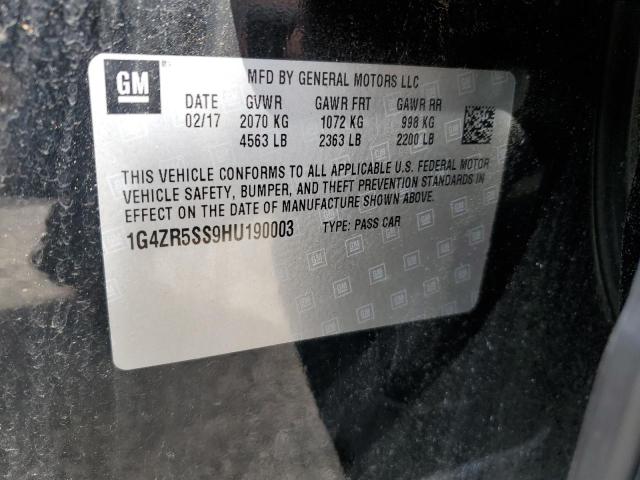 GM MFD BY GENERAL MOTORS LLC
DATE GVWR GAWR FRT GAWR RR
02/17 2070 KG 1072 KG 998 KG
4563 LB 2363 LB 2200 LB
THIS VEHICLE CONFORMS TO ALL APPLICABLE U.S. FEDERAL MOTOR
VEHICLE SAFETY, BUMPER, AND THEFT PREVENTION STANDARDS IN
EFFECT ON THE DATE OF MANUFACTURE SHOWN ABOVE.
1G4ZR5SS9HU190003 TYPE: PASS CAR